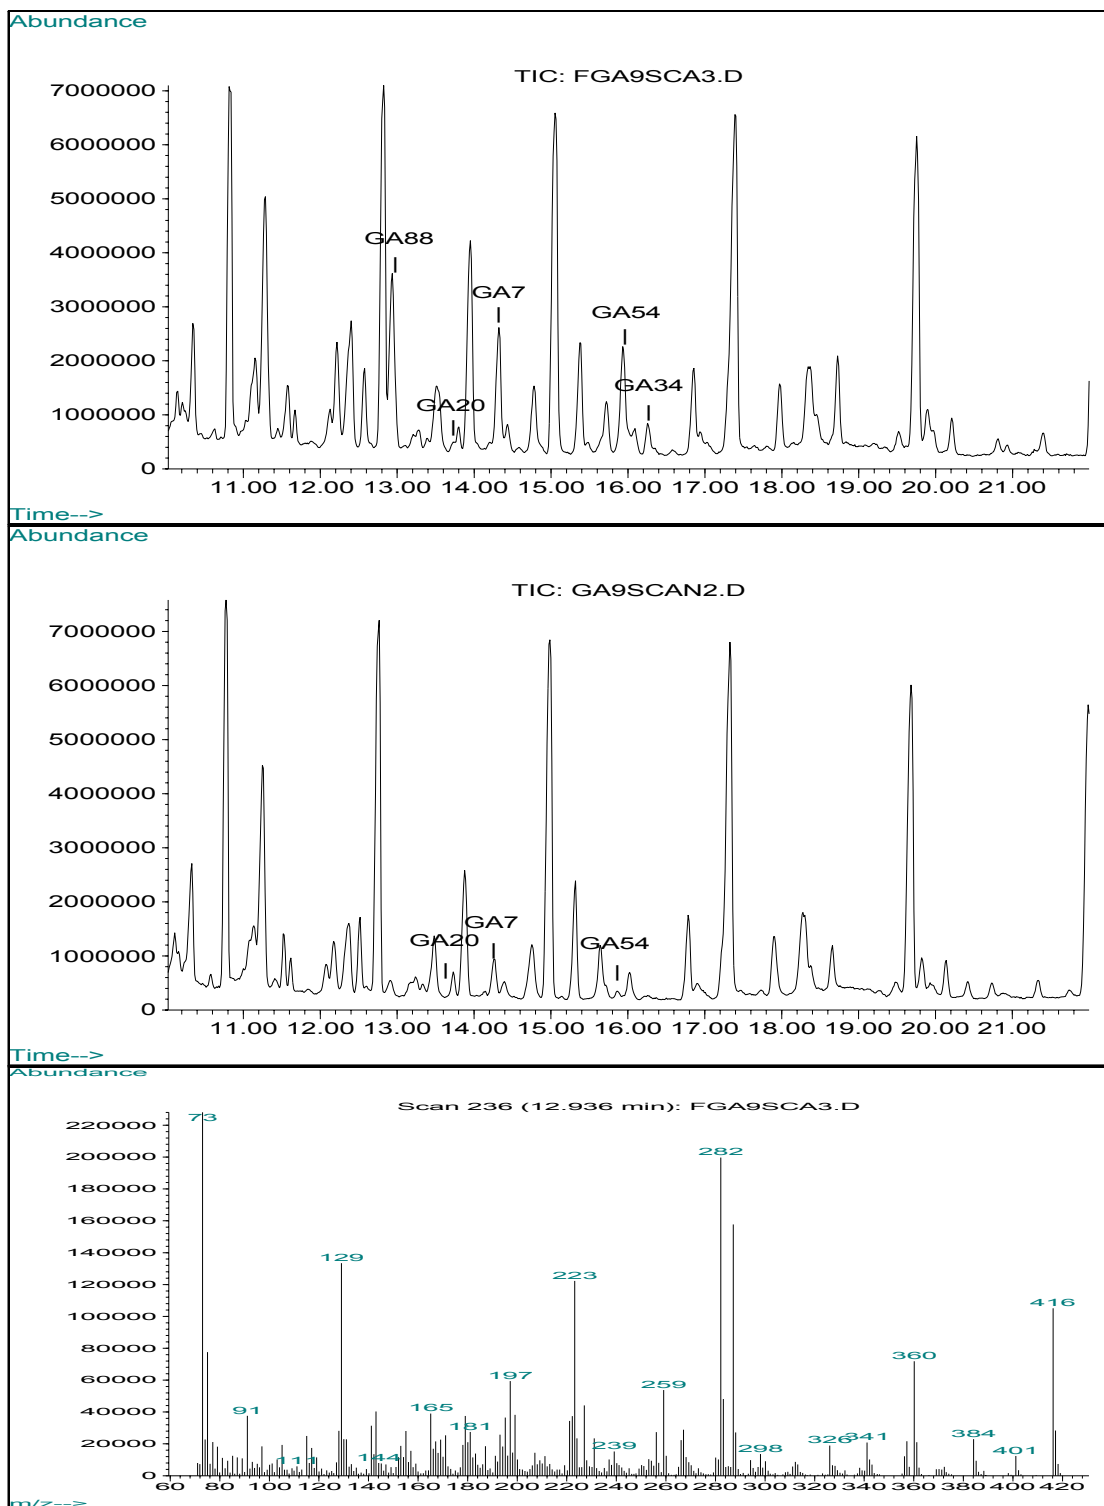 Abundance
TIC: FGA9SCA3.D
7000000
6000000
5000000
GA88
4000000
GA7
3000000
GA54
2000000
GA34
GA20
1000000
0
11.00 12.00 13.00 14.00 15.00 16.00 17.00 18.00 19.00 20.00 21.00
Time-->
Abundance
TIC: GA9SCAN2.D
7000000
6000000
5000000
4000000
3000000
2000000
GA7
GA20 GA54
1000000
0
11.00 12.00 13.00 14.00 15.00 16.00 17.00 18.00 19.00 20.00 21.00
Time-->
Abundance
Scan 236 (12.936 min): FGA9SCA3.D
73
220000
282
200000
180000
160000
129
140000
223
120000
416
100000
360
80000
197
259
60000
91 165
40000
181
384
341
326
239
298
144
111
401
20000
0
60 80 100 120 140 160 180 200 220 240 260 280 300 320 340 360 380 400 420
m/z-->